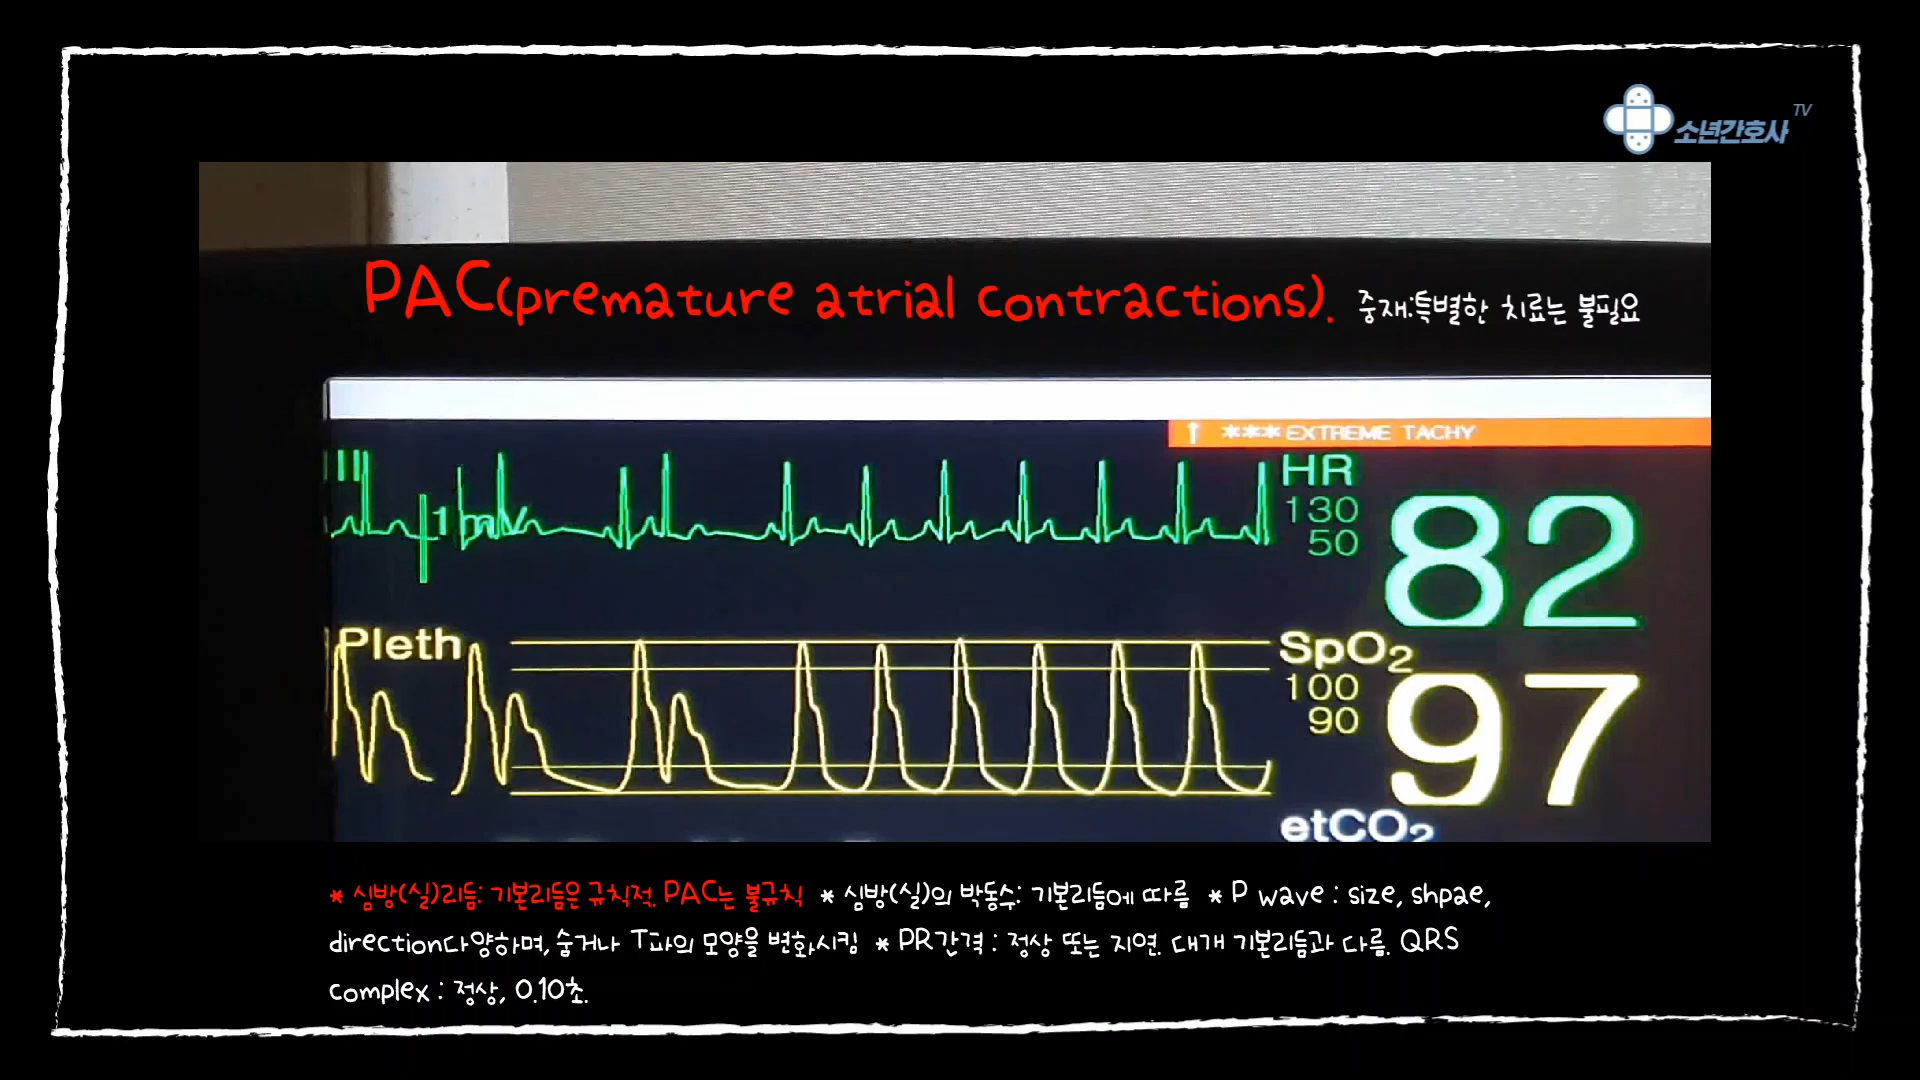 소년간호사 TV
PAC(premature atrial contractions). 중재:특별한 치료는 불필요
↑ ***EXTREME TACHY
II
1 mV
HR
130
50
82
Pleth
SpO2
100
90
97
etCO2
* 심방(실)리듬: 기본리듬은 규칙적. PAC는 불규칙 * 심방(실)의 박동수: 기본리듬에 따름 * P wave : size, shpae,
direction다양하며, 숨거나 T파의 모양을 변화시킴 * PR간격 : 정상 또는 지연. 대개 기본리듬과 다름. QRS
complex : 정상, 0.10초.